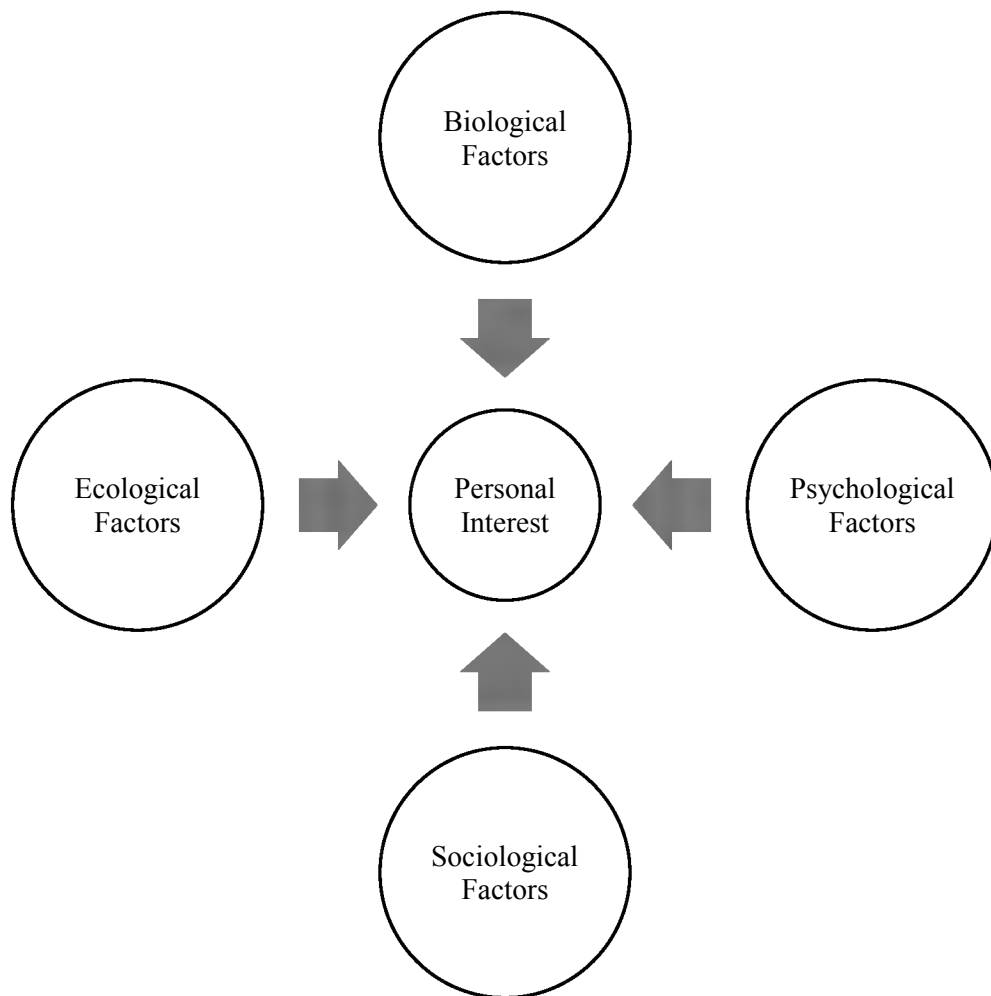 Biological
Factors
Ecological
Factors
Personal
Interest
Psychological
Factors
Sociological
Factors